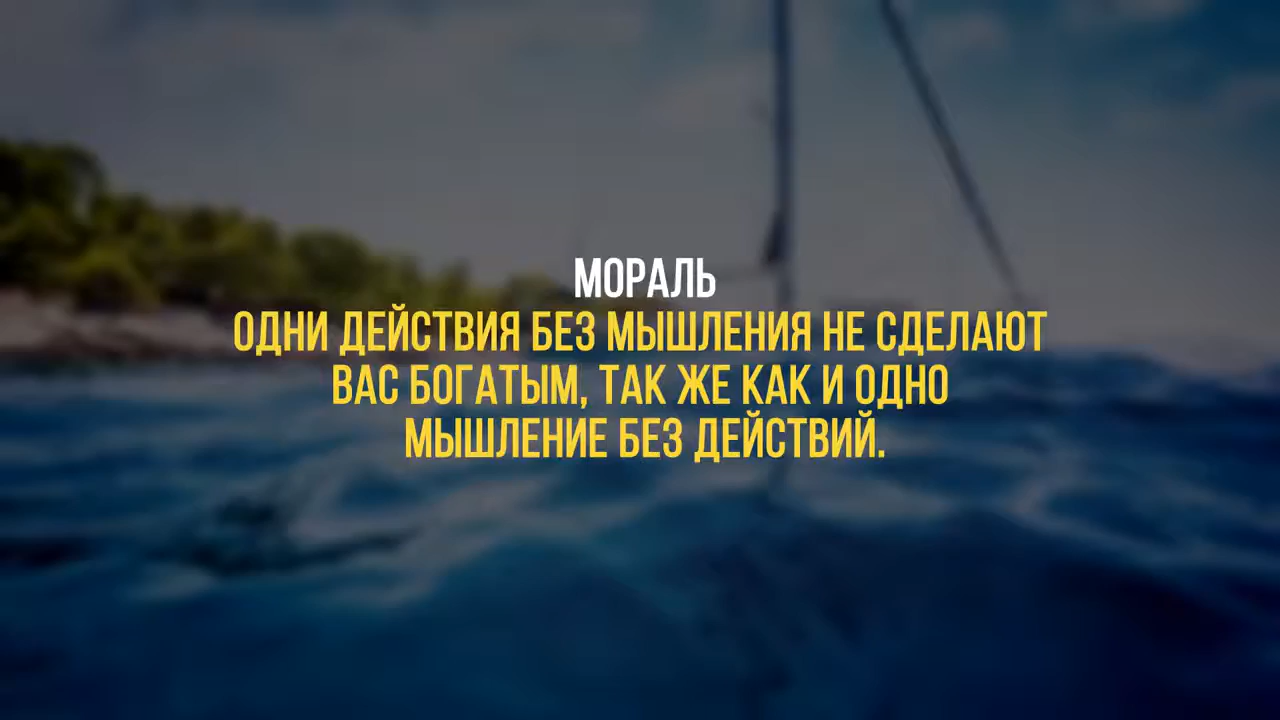 МОРАЛЬ
ОДНИ ДЕЙСТВИЯ БЕЗ МЫШЛЕНИЯ НЕ СДЕЛАЮТ
ВАС БОГАТЫМ, ТАК ЖЕ КАК И ОДНО
МЫШЛЕНИЕ БЕЗ ДЕЙСТВИЙ.